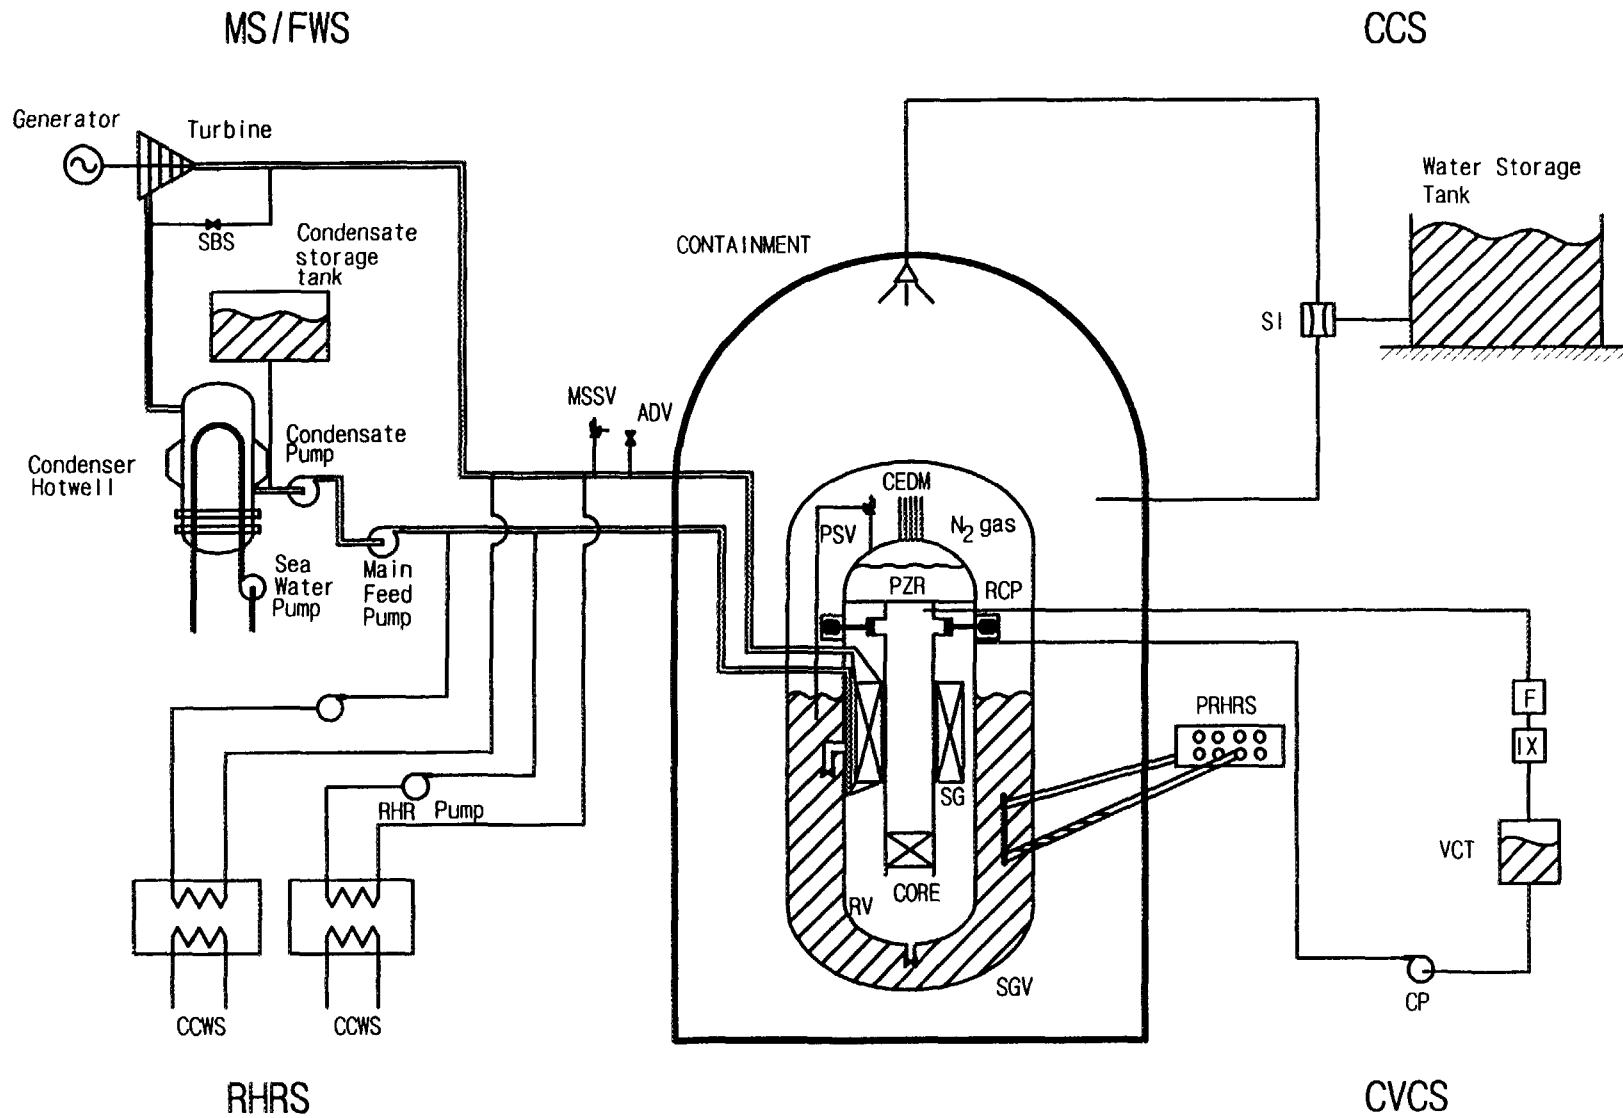 MS/FWS
CCS
Generator
Turbine
SBS
Condensate
storage
tank
Water Storage
Tank
CONTAINMENT
SI
MSSV
ADV
Condensate
Pump
Condenser
Hotwell
CEDM
PSV
N2 gas
Sea
Water
Pump
Main
Feed
Pump
PZR
RCP
F
IX
PRHRS
SG
RHR Pump
VCT
CORE
RV
SGV
CP
CCWS
CCWS
RHRS
CVCS